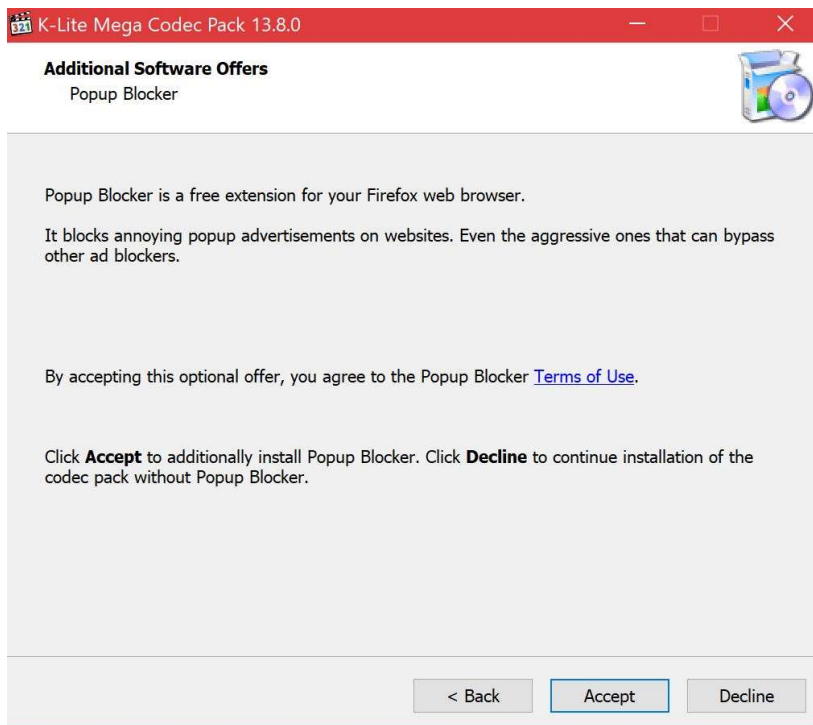 321
K-Lite Mega Codec Pack 13.8.0
Additional Software Offers
Popup Blocker
Popup Blocker is a free extension for your Firefox web browser.
It blocks annoying popup advertisements on websites. Even the aggressive ones that can bypass
other ad blockers.
By accepting this optional offer, you agree to the Popup Blocker Terms of Use.
Click Accept to additionally install Popup Blocker. Click Decline to continue installation of the
codec pack without Popup Blocker.
< Back
Accept
Decline